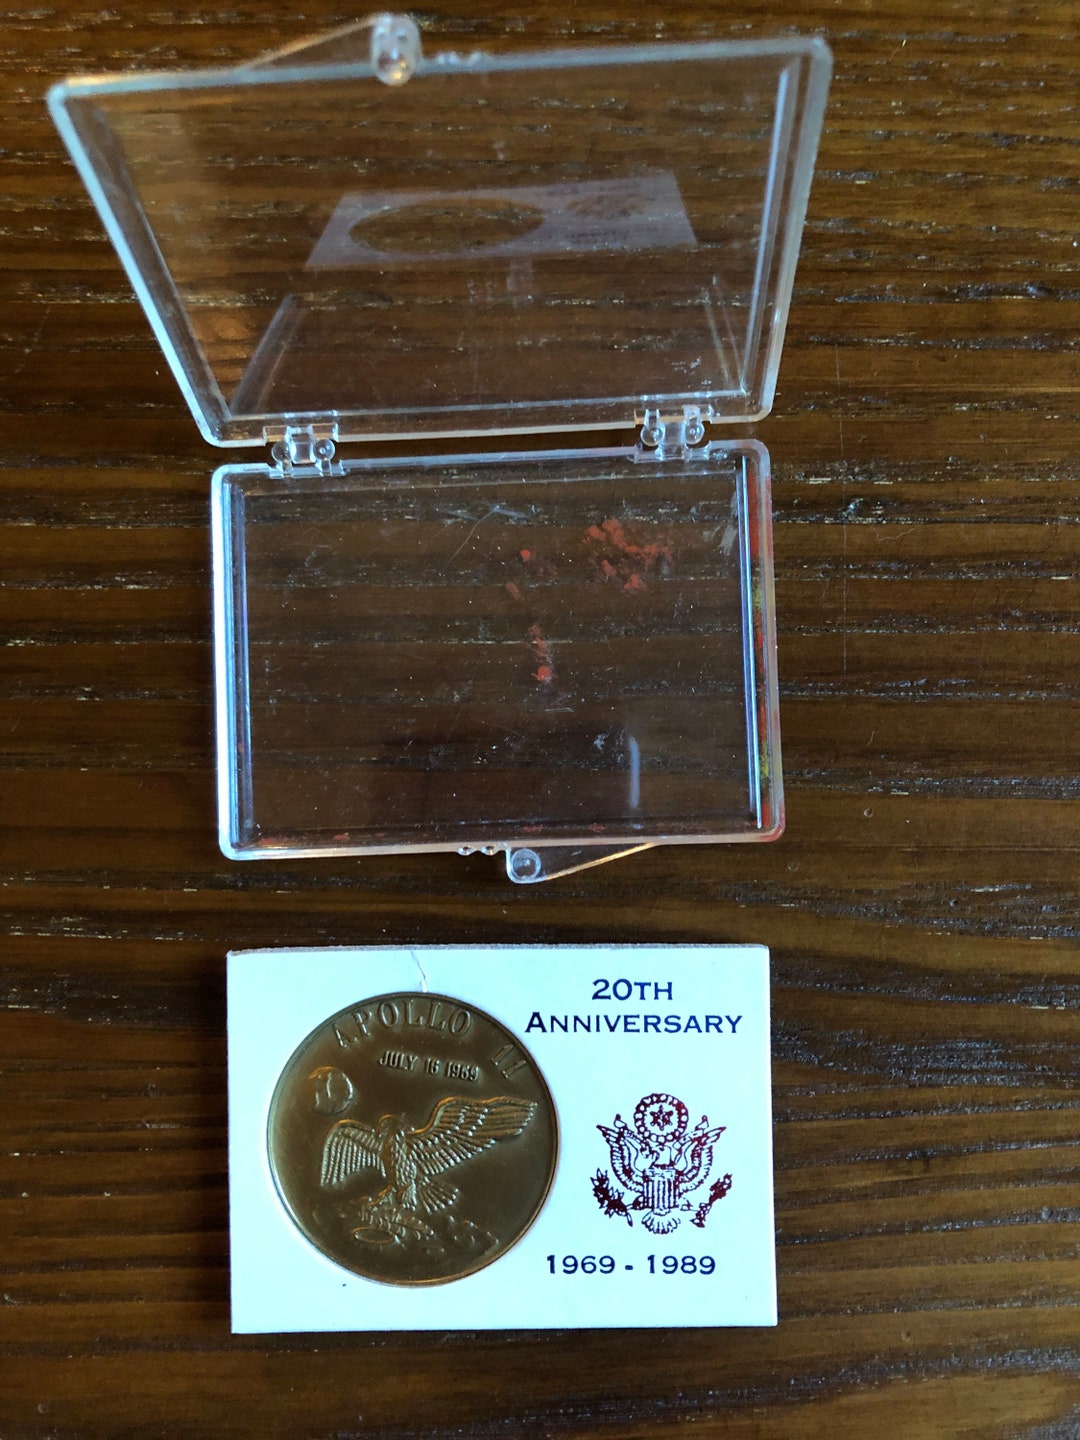 APOLLO 11
JULY 16 1969
20TH
ANNIVERSARY
1969 - 1989